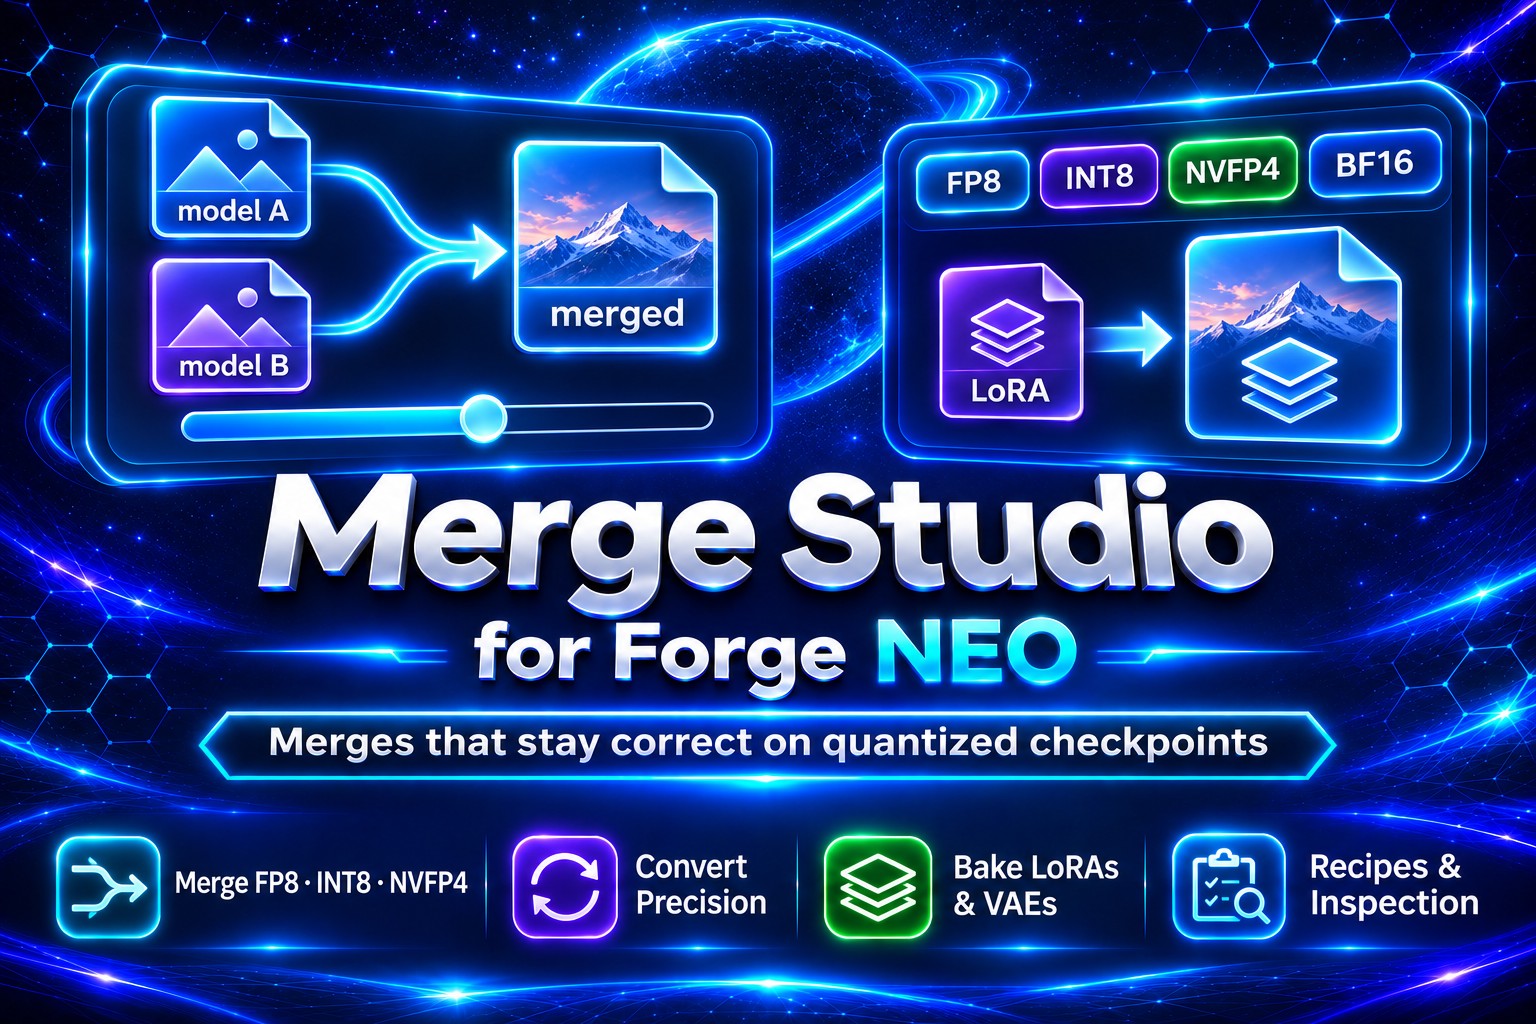 model A
model B
merged
FP8
INT8
NVFP4
BF16
LoRA
Merge Studio
for Forge NEO
Merges that stay correct on quantized checkpoints
Merge FP8 · INT8 · NVFP4
Convert
Precision
Bake LoRAs
& VAEs
Recipes &
Inspection